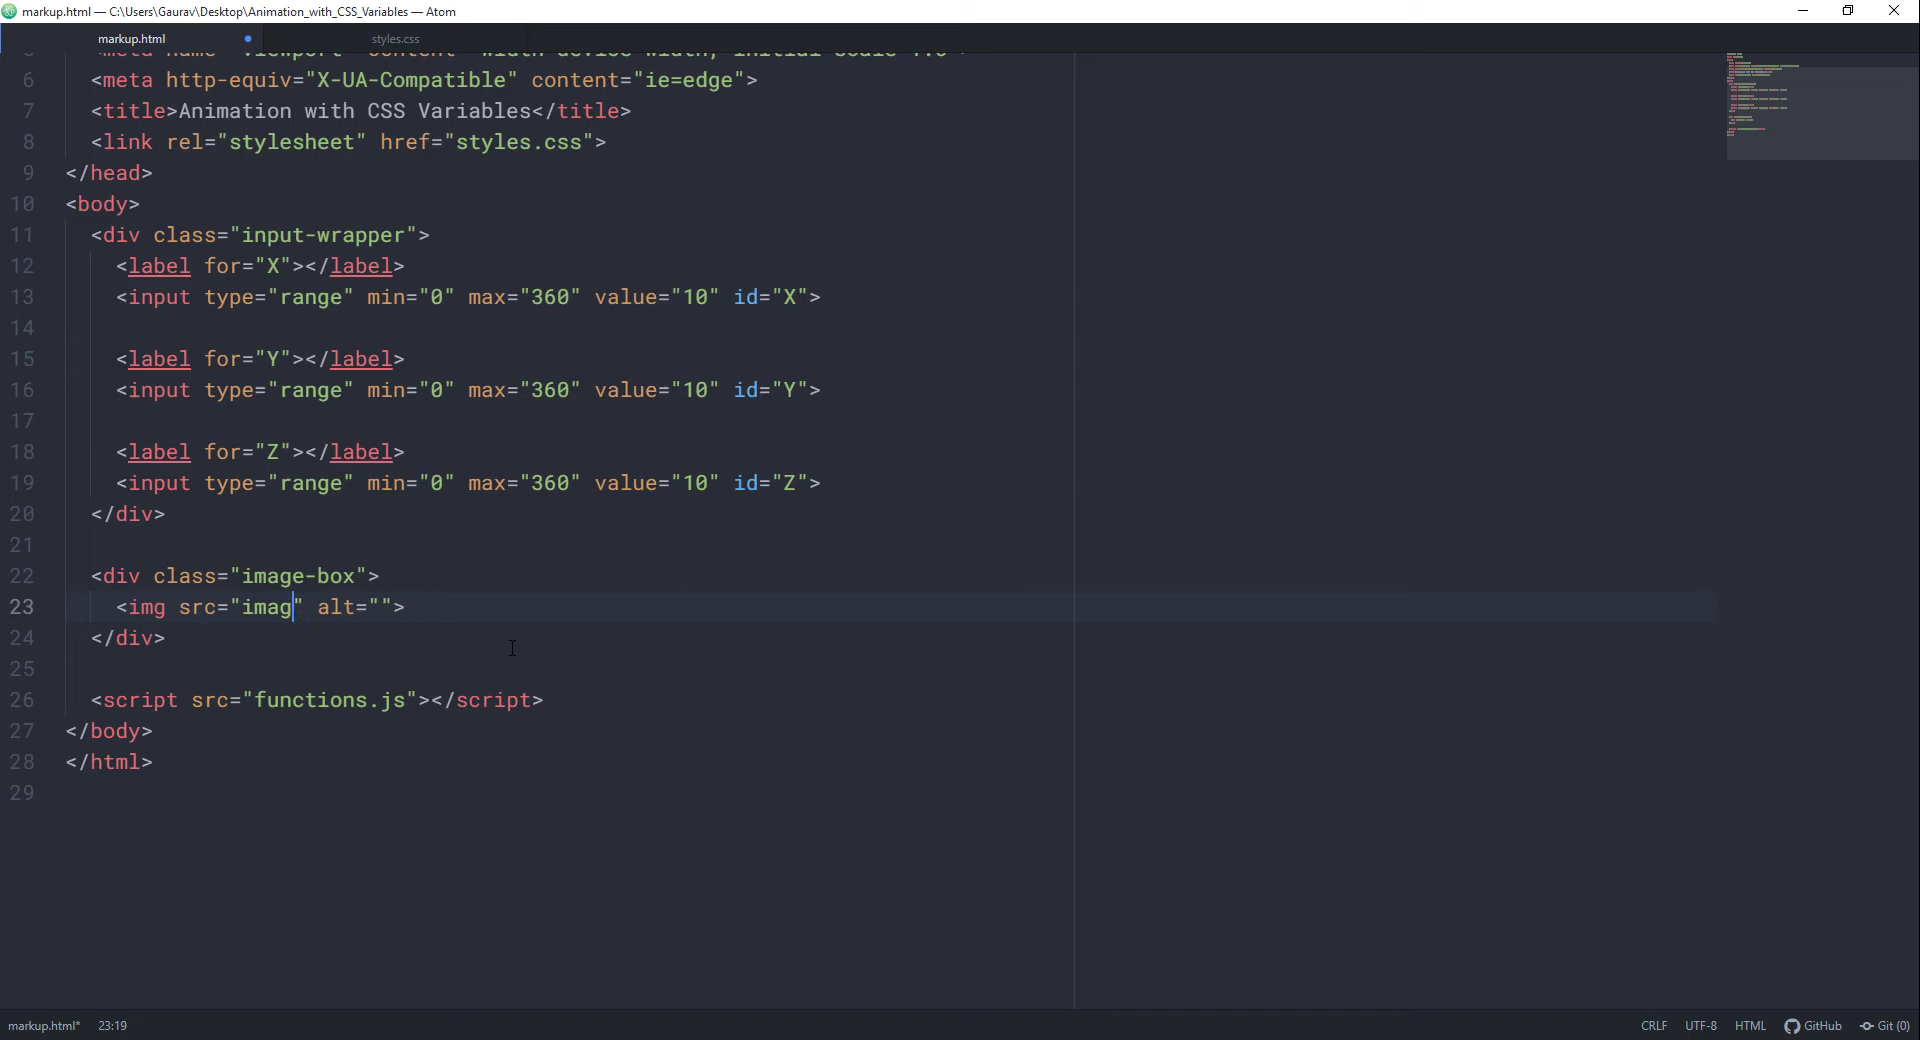 markup.html — C:\Users\Gaurav\Desktop\Animation_with_CSS_Variables — Atom
markup.html styles.css
6 <meta http-equiv="X-UA-Compatible" content="ie=edge">
7 <title>Animation with CSS Variables</title>
8 <link rel="stylesheet" href="styles.css">
9 </head>
10 <body>
11 <div class="input-wrapper">
12 <label for="X"></label>
13 <input type="range" min="0" max="360" value="10" id="X">
14
15 <label for="Y"></label>
16 <input type="range" min="0" max="360" value="10" id="Y">
17
18 <label for="Z"></label>
19 <input type="range" min="0" max="360" value="10" id="Z">
20 </div>
21
22 <div class="image-box">
23 <img src="imag" alt="">
24 </div>
25
26 <script src="functions.js"></script>
27 </body>
28 </html>
29
markup.html* 23:19 CRLF UTF-8 HTML GitHub Git (0)